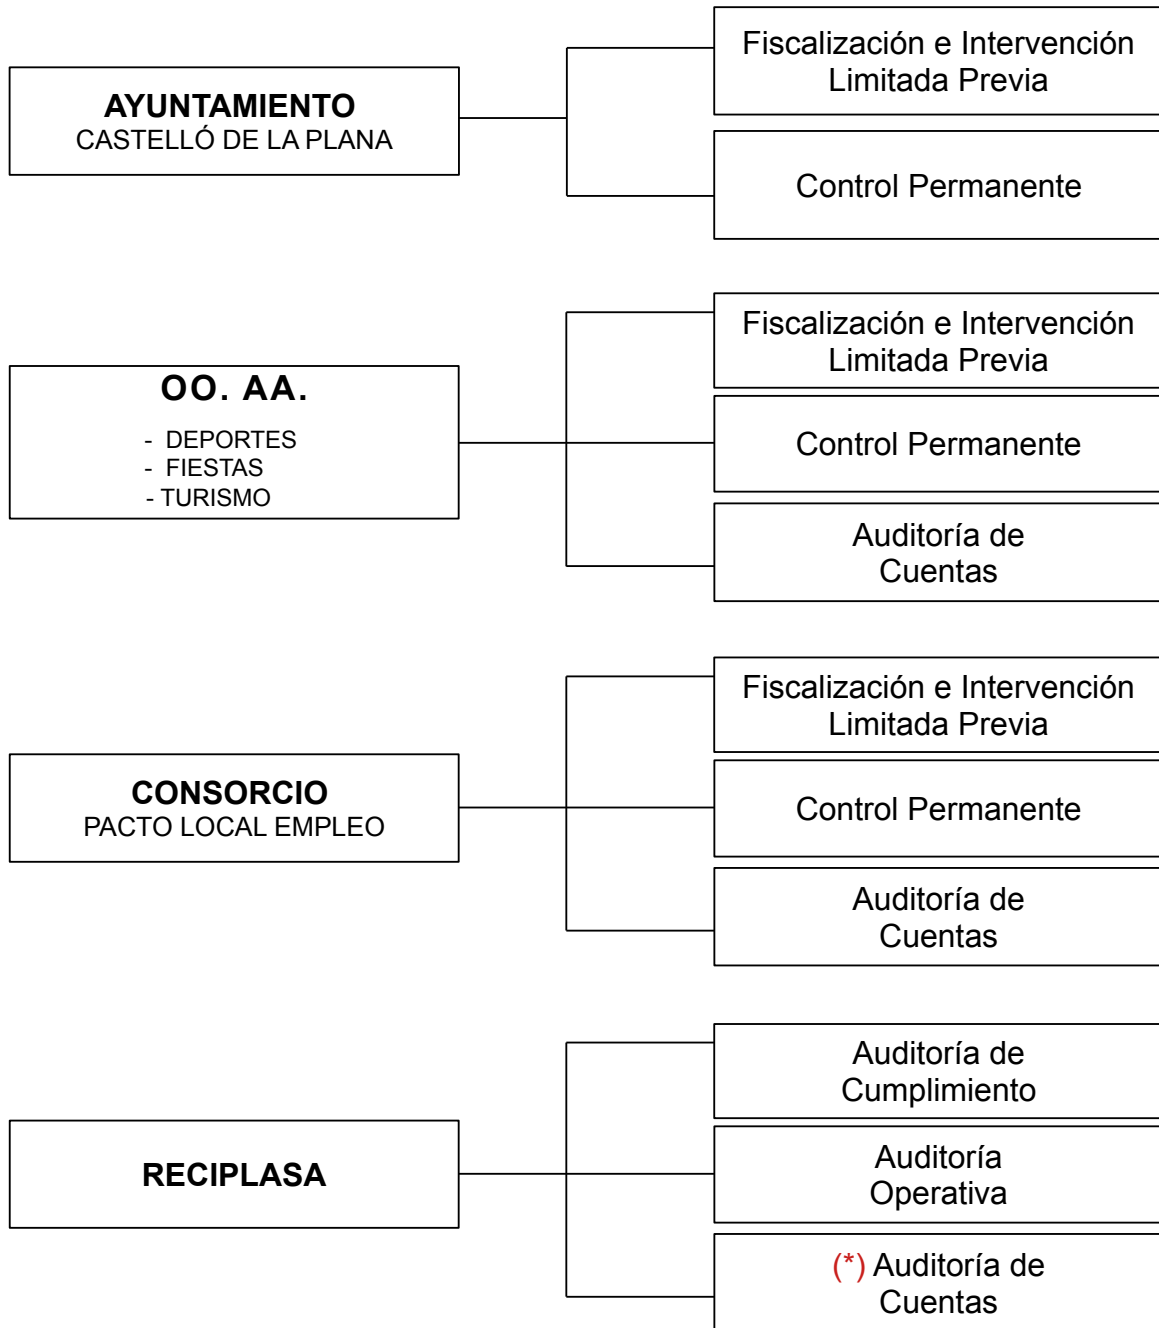 Fiscalización e Intervención
Limitada Previa
AYUNTAMIENTO
CASTELLÓ DE LA PLANA
Control Permanente
Fiscalización e Intervención
Limitada Previa
OO. AA.
- DEPORTES
- FIESTAS
- TURISMO
Control Permanente
Auditoría de
Cuentas
Fiscalización e Intervención
Limitada Previa
CONSORCIO
PACTO LOCAL EMPLEO
Control Permanente
Auditoría de
Cuentas
Auditoría de
Cumplimiento
RECIPLASA
Auditoría
Operativa
(*) Auditoría de
Cuentas